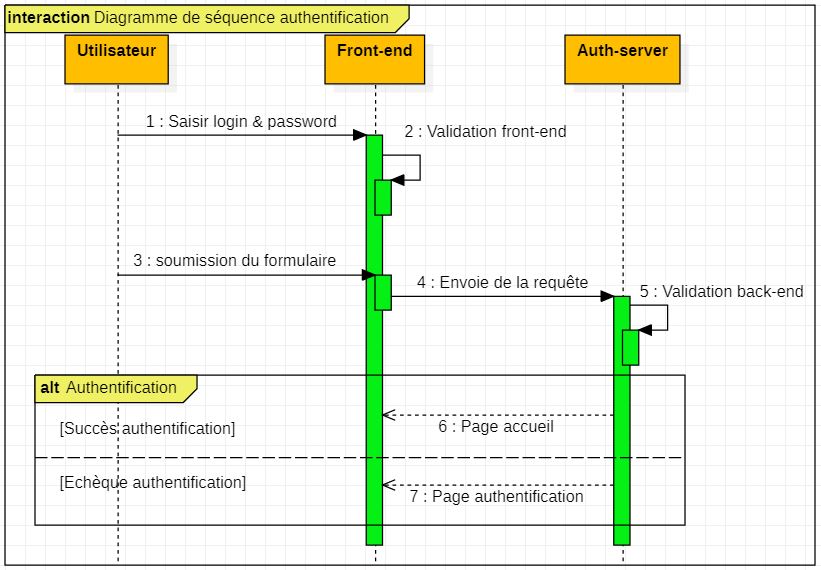 interaction Diagramme de séquence authentification
Utilisateur
Front-end
Auth-server
1 : Saisir login & password
2 : Validation front-end
3 : soumission du formulaire
4 : Envoie de la requête
5 : Validation back-end
alt Authentification
[Succès authentification]
6 : Page accueil
[Echèque authentification]
7 : Page authentification